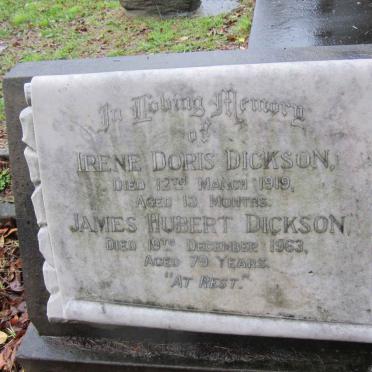 In Loving Memory
of
IRENE DORIS DICKSON,
DIED 12TH MARCH 1919,
AGED 13 MONTHS.
JAMES HUBERT DICKSON,
DIED 19TH DECEMBER 1963,
AGED 79 YEARS.
"AT REST."